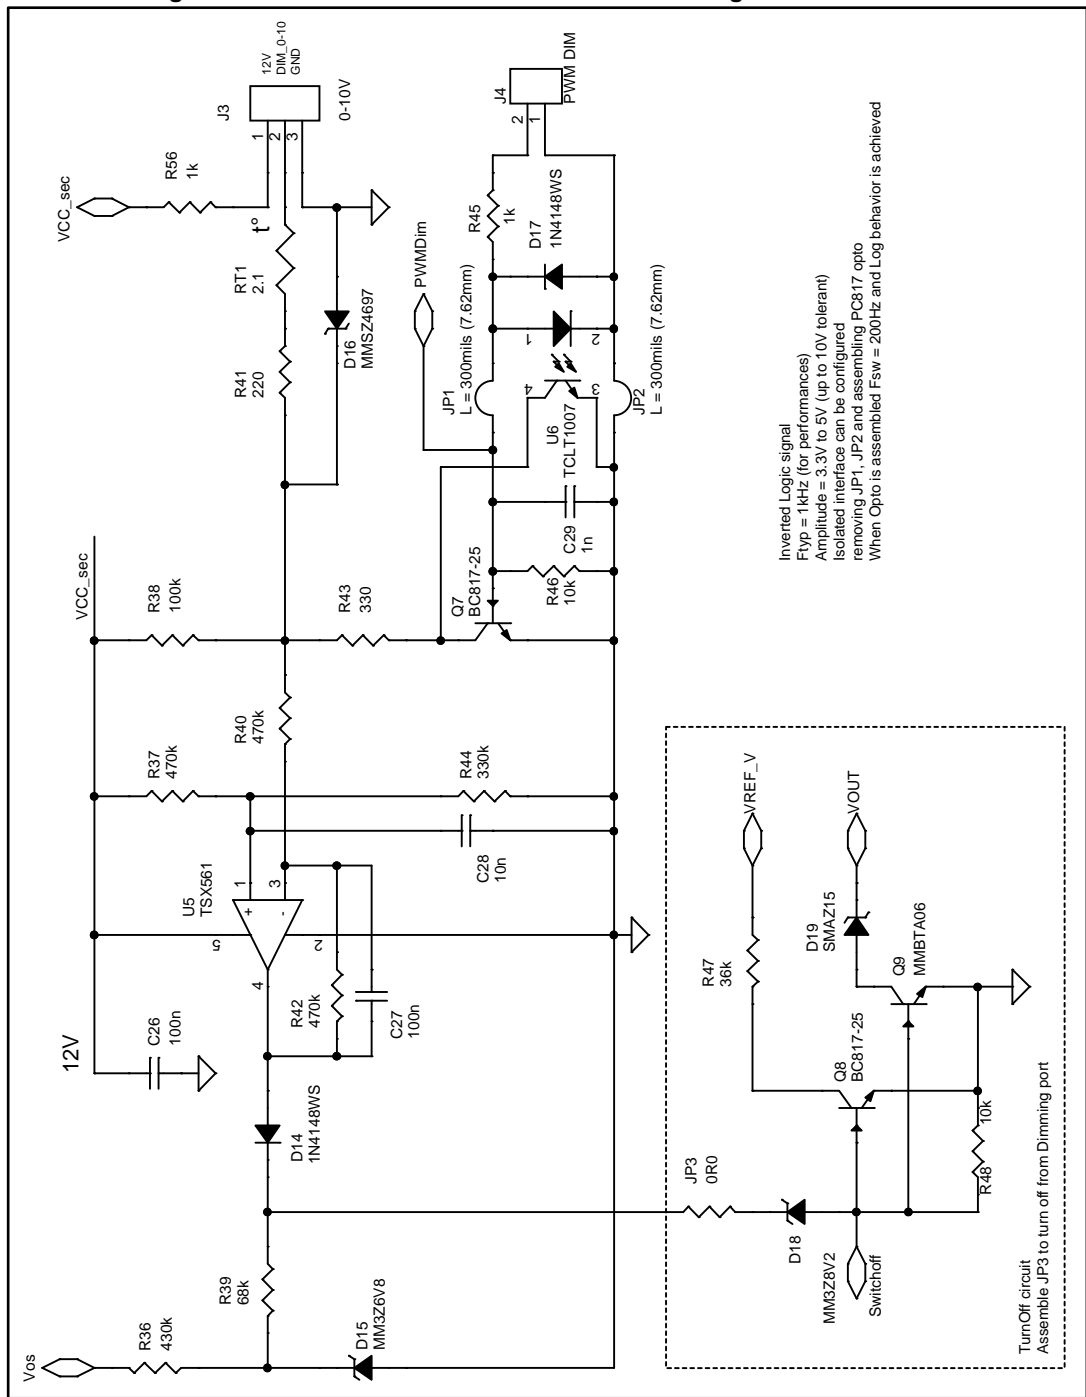 12V
DIM_0-10
GND
J3
0-10V
1
2
3
VCC_sec
R56
1k
t°
RT1
2.1
R41
220
D16
MMSZ4697
J4
PWM DIM
2
1
R45
1k
D17
1N4148WS
PWMDim
JP1
L = 300mils (7.62mm)
JP2
L = 300mils (7.62mm)
1
2
4
3
U6
TCLT1007
C29
1n
R46
10k
Q7
BC817-25
R43
330
R38
100k
VCC_sec
R40
470k
R37
470k
R44
330k
C28
10n
U5
TSX561
1
3
+
-
5
2
4
R42
470k
C27
100n
12V
C26
100n
D14
1N4148WS
R39
68k
Vos
R36
430k
D15
MM3Z6V8
Inverted Logic signal
Ftyp = 1kHz (for performances)
Amplitude = 3.3V to 5V (up to 10V tolerant)
Isolated interface can be configured
removing JP1, JP2 and assembling PC817 opto
When Opto is assembled Fsw = 200Hz and Log behavior is achieved
VREF_V
VOUT
R47
36k
D19
SMAZ15
Q9
MMBTA06
Q8
BC817-25
JP3
0R0
D18
MM3Z8V2
Switchoff
R48
10k
TurnOff circuit
Assemble JP3 to turn off from Dimming port